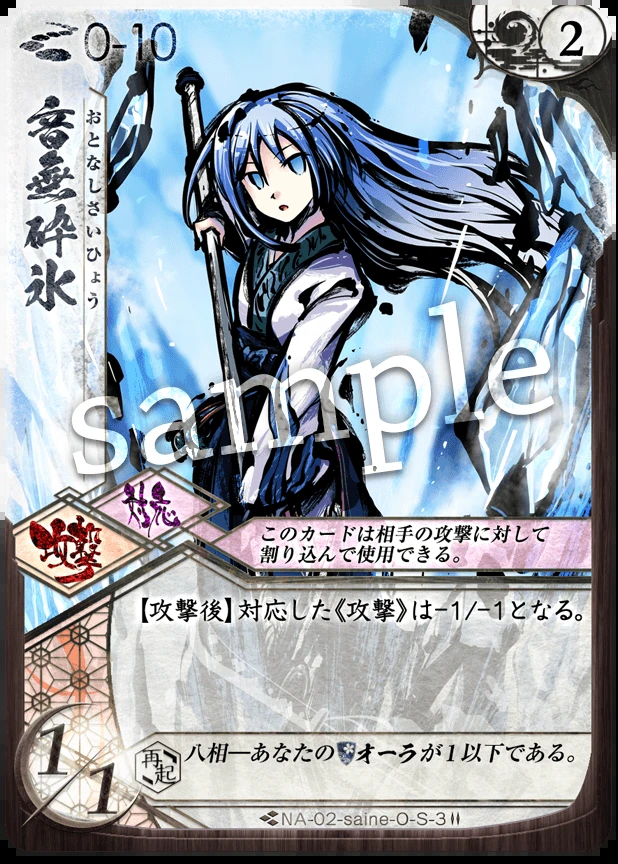 0-10
2
音無砕氷
おとなしさいひょう
sample
攻撃
対応
このカードは相手の攻撃に対して
割り込んで使用できる。
【攻撃後】対応した《攻撃》は-1/-1となる。
1/1
再起
八相─あなたのオーラが1以下である。
NA-02-saine-O-S-3